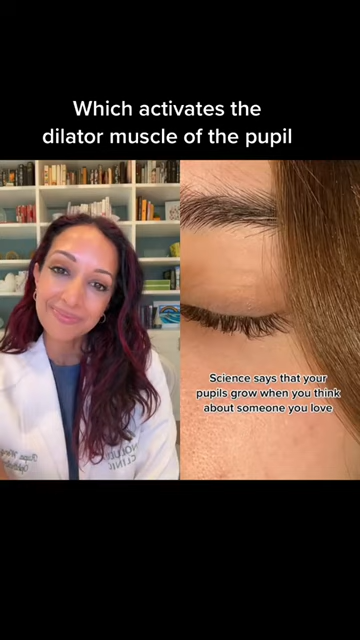 Which activates the
dilator muscle of the pupil
Science says that your
pupils grow when you think
about someone you love
CLINIC